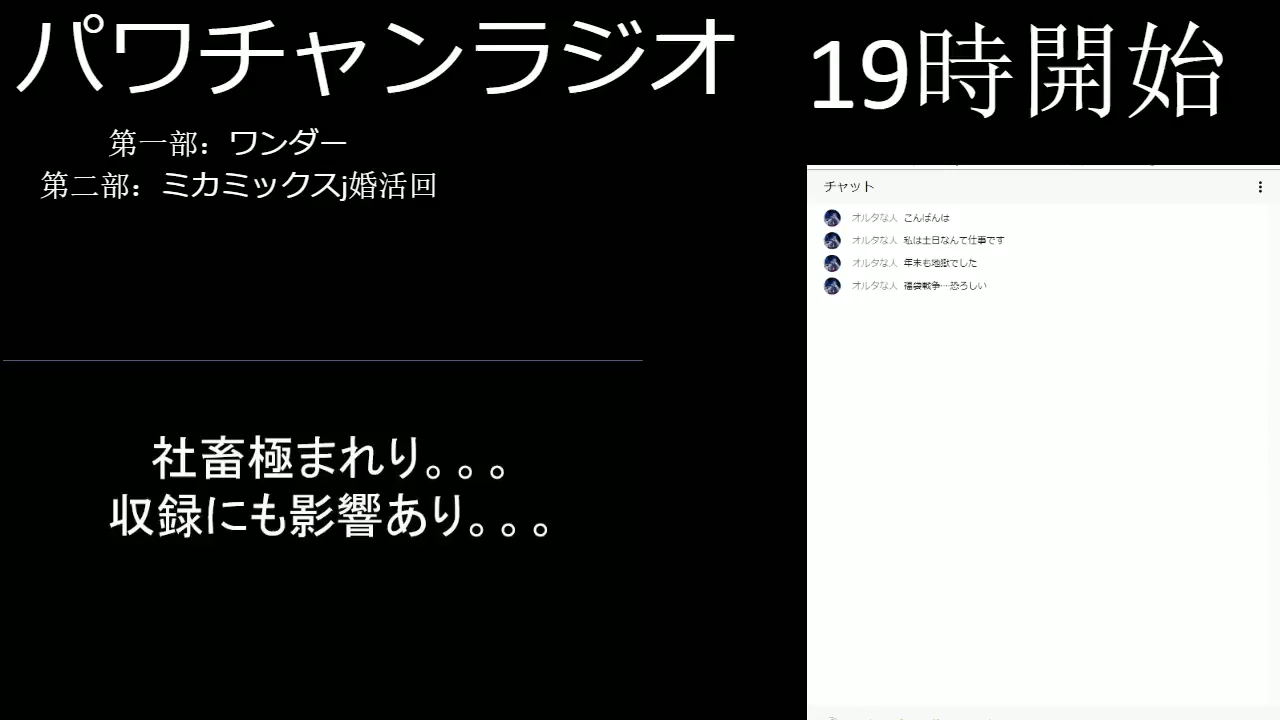 パワチャンラジオ
19時開始
第一部：ワンダー
第二部：ミカミックスj婚活回
社畜極まれり。。。
収録にも影響あり。。。
チャット
オルタな人 こんばんは
オルタな人 私は土日なんて仕事です
オルタな人 年末も地獄でした
オルタな人 福袋戦争…恐ろしい